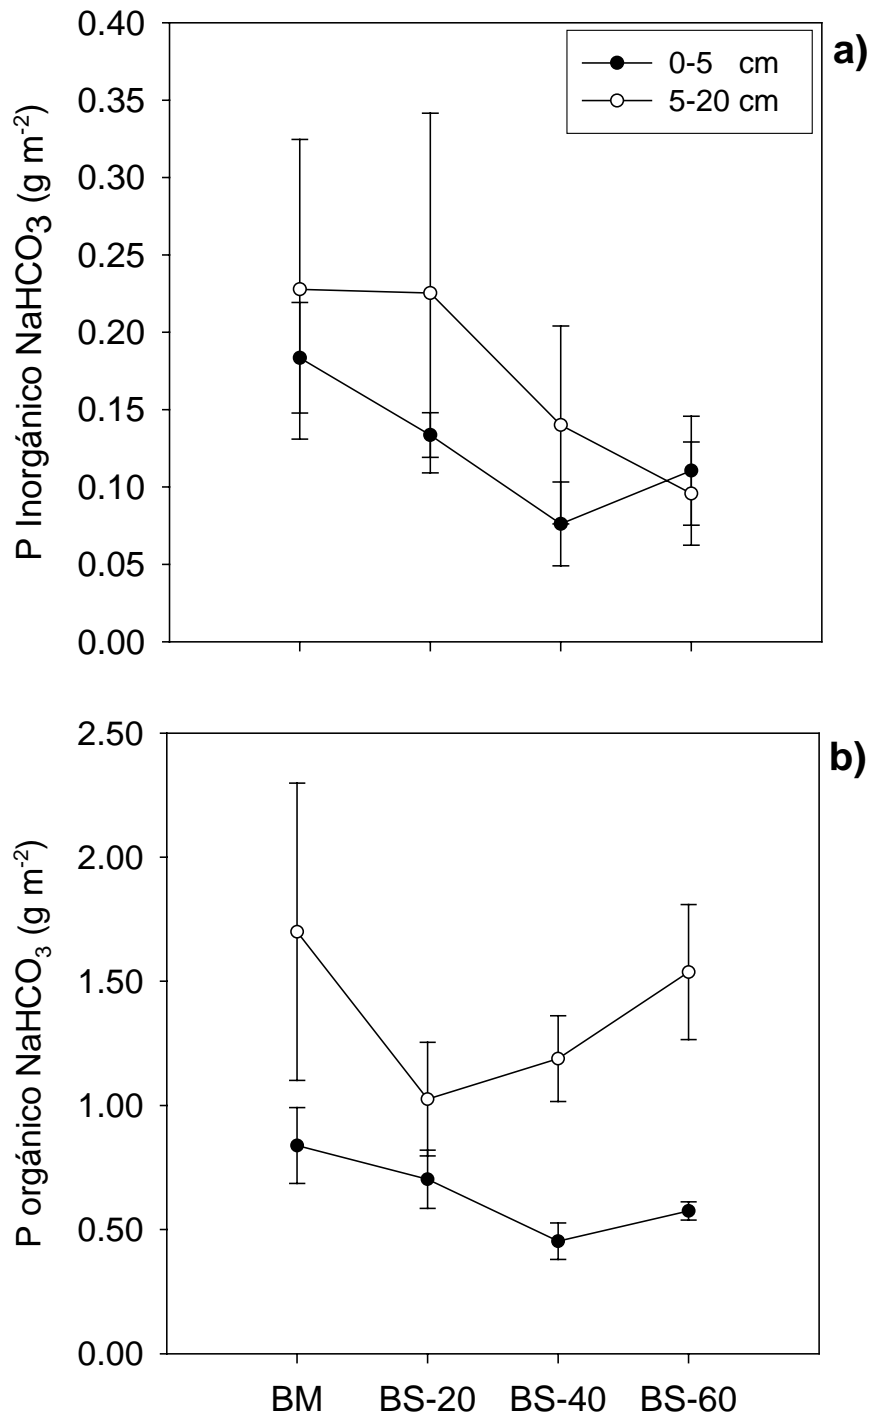 a)
0-5 cm
5-20 cm
P Inorgánico NaHCO3 (g m-2)
0.40
0.35
0.30
0.25
0.20
0.15
0.10
0.05
0.00
b)
P orgánico NaHCO3 (g m-2)
2.50
2.00
1.50
1.00
0.50
0.00
BM BS-20 BS-40 BS-60